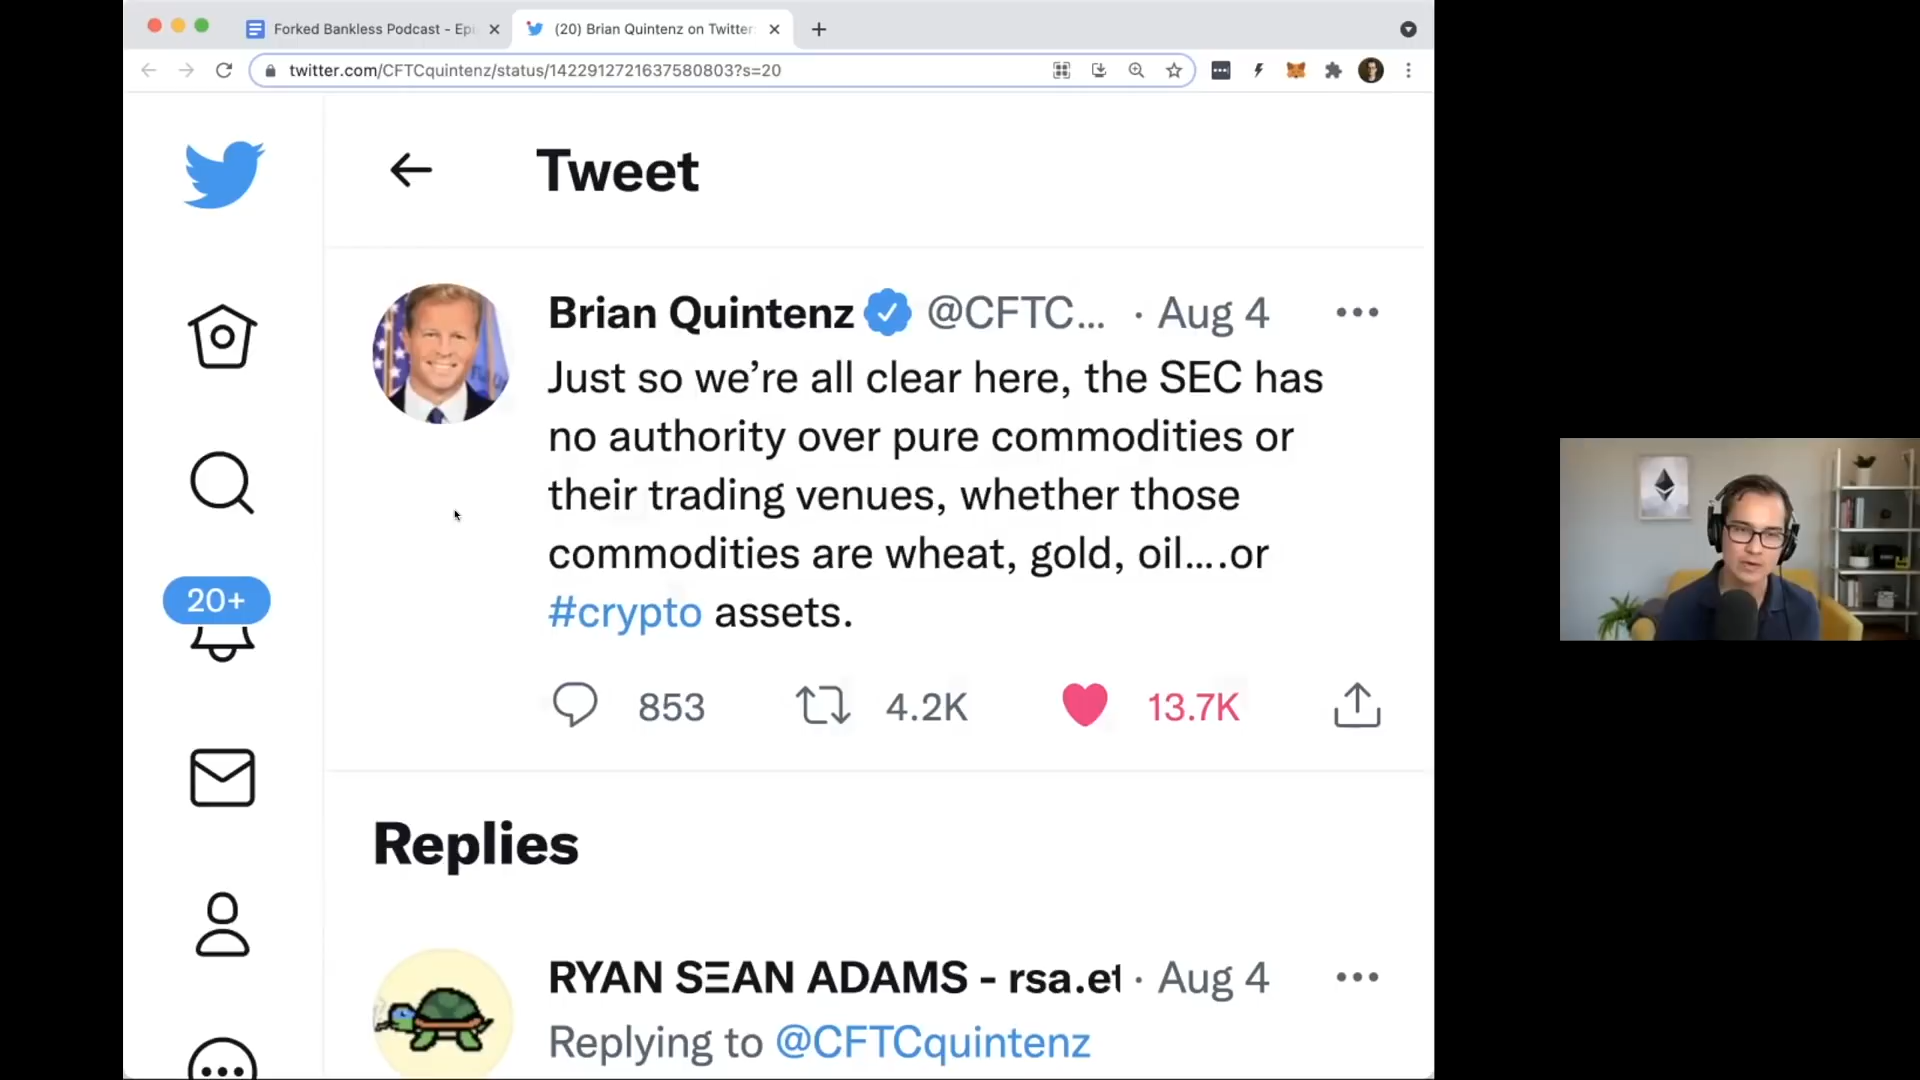 Forked Bankless Podcast - Epi
(20) Brian Quintenz on Twitter:
twitter.com/CFTCquintenz/status/1422912721637580803?s=20
Tweet
Brian Quintenz @CFTC... · Aug 4
Just so we’re all clear here, the SEC has
no authority over pure commodities or
their trading venues, whether those
commodities are wheat, gold, oil....or
#crypto assets.
853 4.2K 13.7K
20+
Replies
RYAN SΞAN ADAMS - rsa.et · Aug 4
Replying to @CFTCquintenz